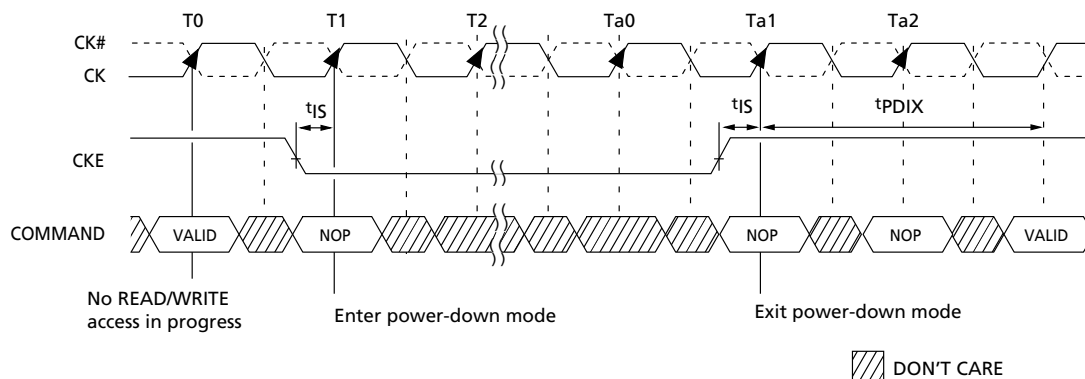 T0 T1 T2 Ta0 Ta1 Ta2
CK#
CK
tIS tIS tPDIX
CKE
COMMAND VALID NOP NOP NOP VALID
No READ/WRITE
access in progress
Enter power-down mode
Exit power-down mode
DON'T CARE